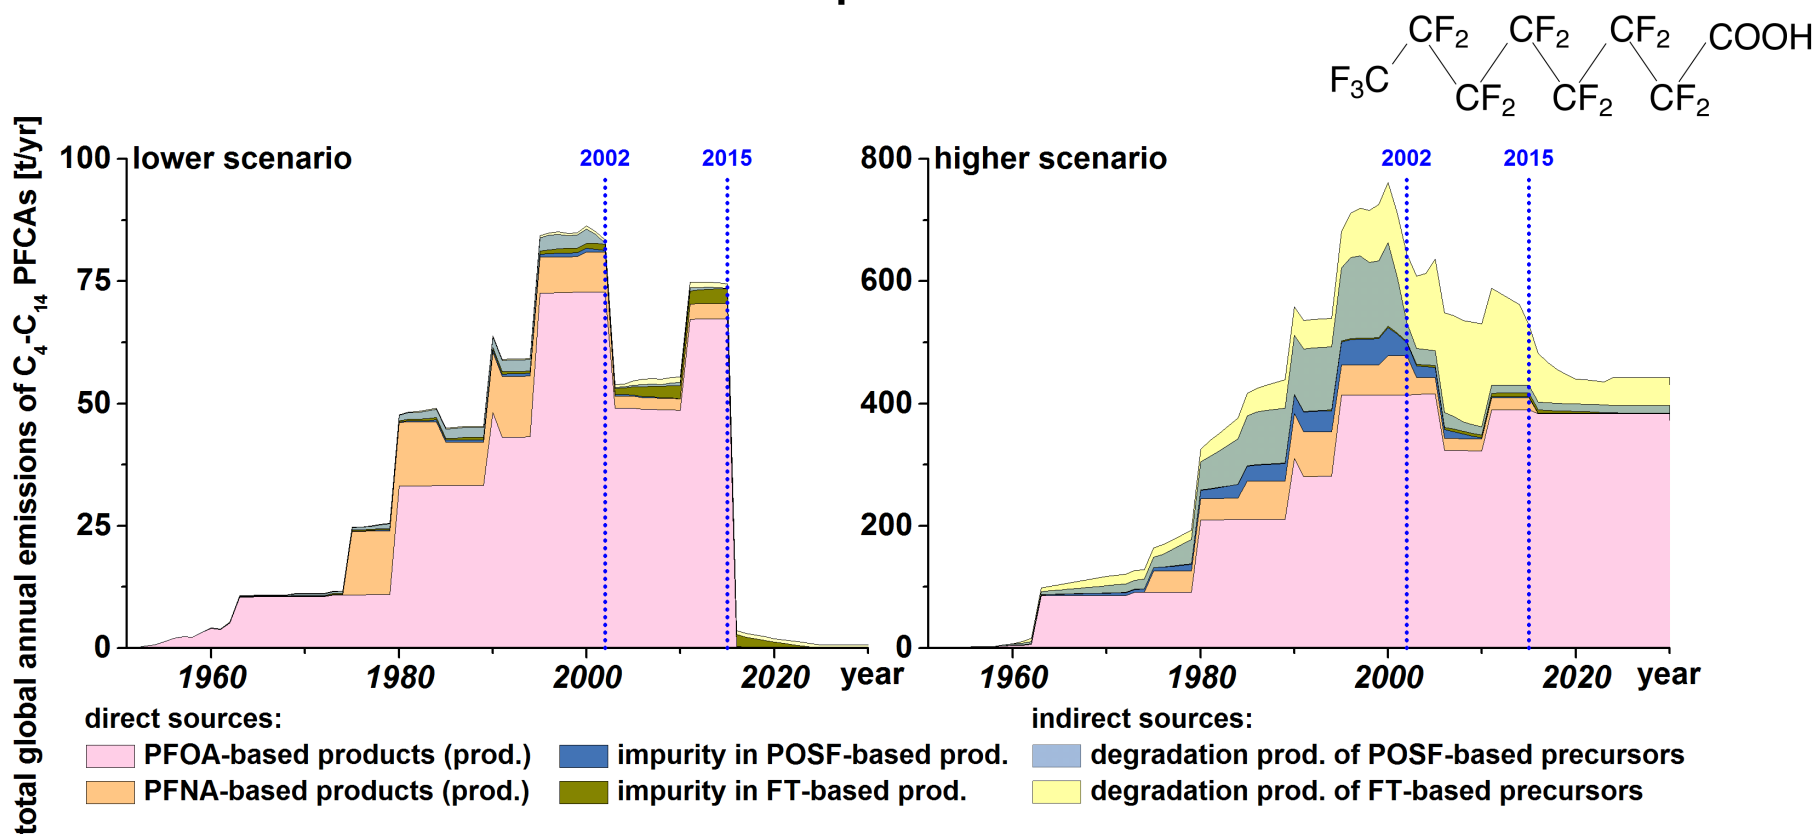 CF2 CF2 CF2 COOH
F3C
CF2 CF2 CF2
total global annual emissions of C4-C14 PFCAs [t/yr]
lower scenario
2002 2015
100
75
50
25
0
1960 1980 2000 2020 year
higher scenario
2002 2015
800
600
400
200
0
1960 1980 2000 2020 year
direct sources:
PFOA-based products (prod.)
PFNA-based products (prod.)
impurity in POSF-based prod.
impurity in FT-based prod.
indirect sources:
degradation prod. of POSF-based precursors
degradation prod. of FT-based precursors